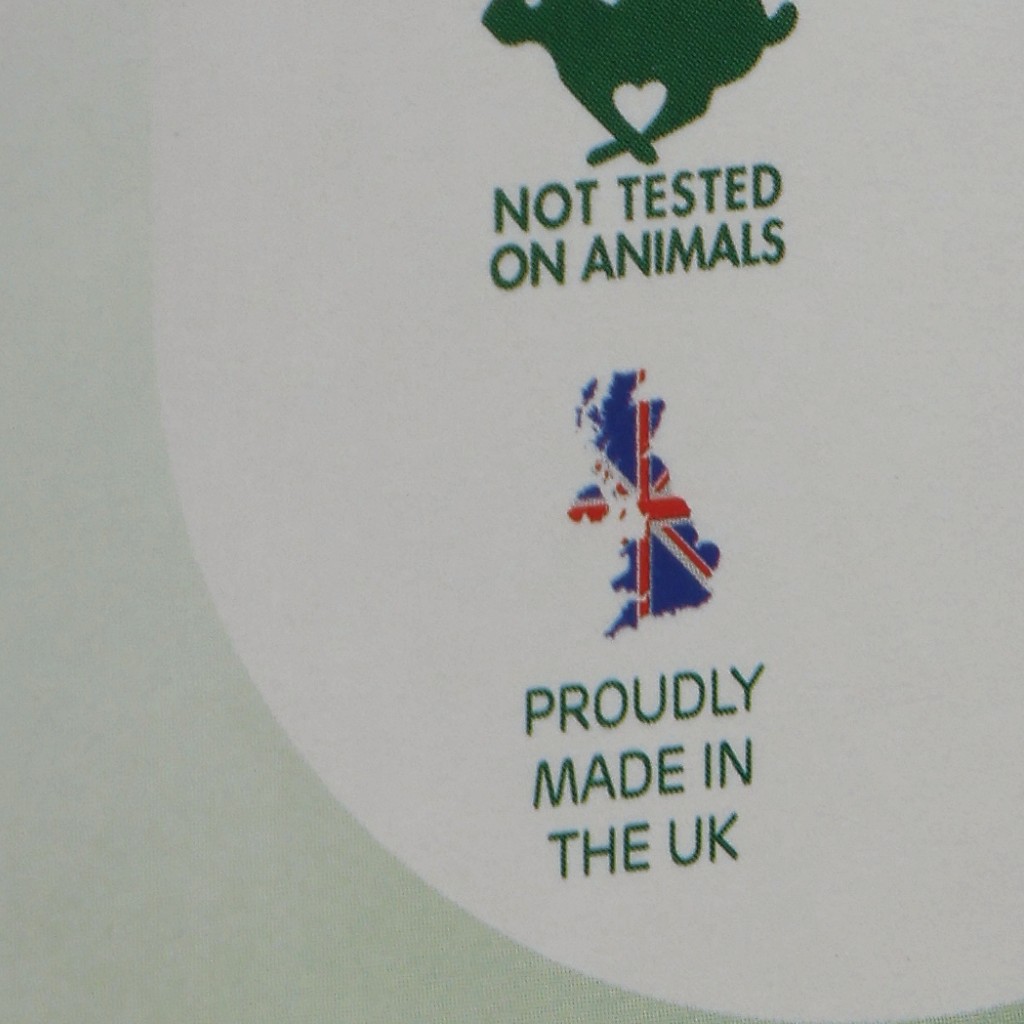 NOT TESTED
ON ANIMALS
PROUDLY
MADE IN
THE UK